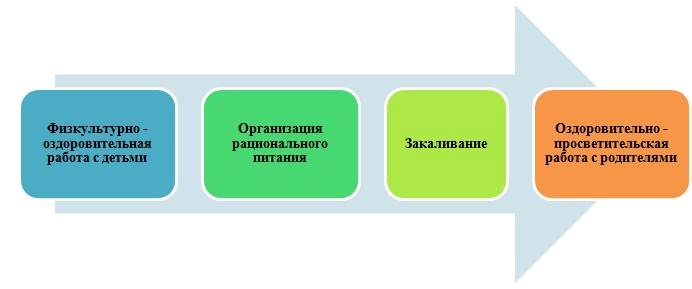 Физкультурно -
оздоровительная
работа с детьми
Организация
рационального
питания
Закаливание
Оздоровительно -
просветительская
работа с родителями